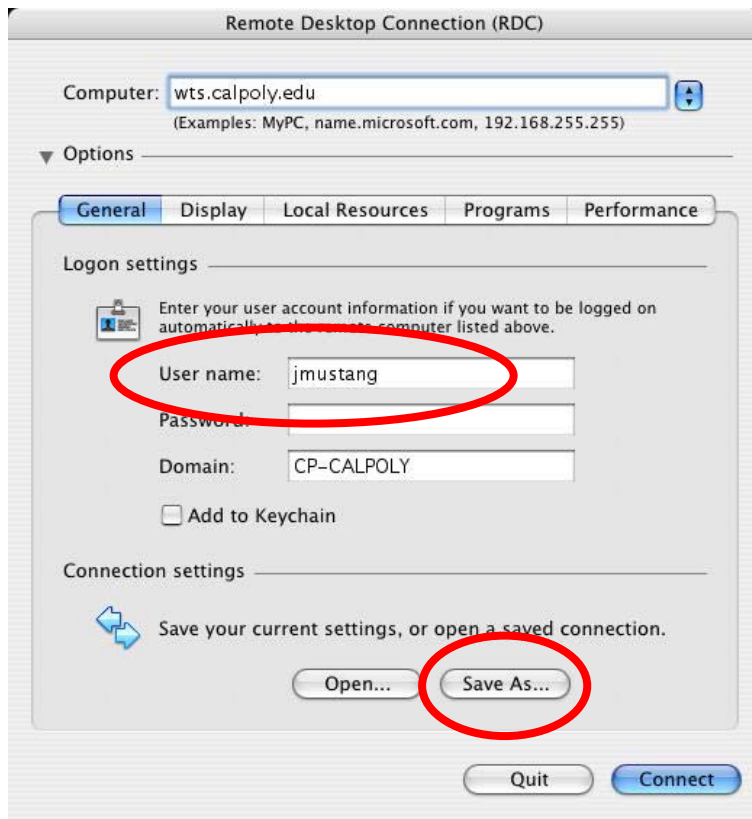 Remote Desktop Connection (RDC)
Computer: wts.calpoly.edu
(Examples: MyPC, name.microsoft.com, 192.168.255.255)
Options
General Display Local Resources Programs Performance
Logon settings
Enter your user account information if you want to be logged on
automatically to the remote computer listed above.
User name: jmustang
Password:
Domain: CP-CALPOLY
Add to Keychain
Connection settings
Save your current settings, or open a saved connection.
Open... Save As...
Quit Connect